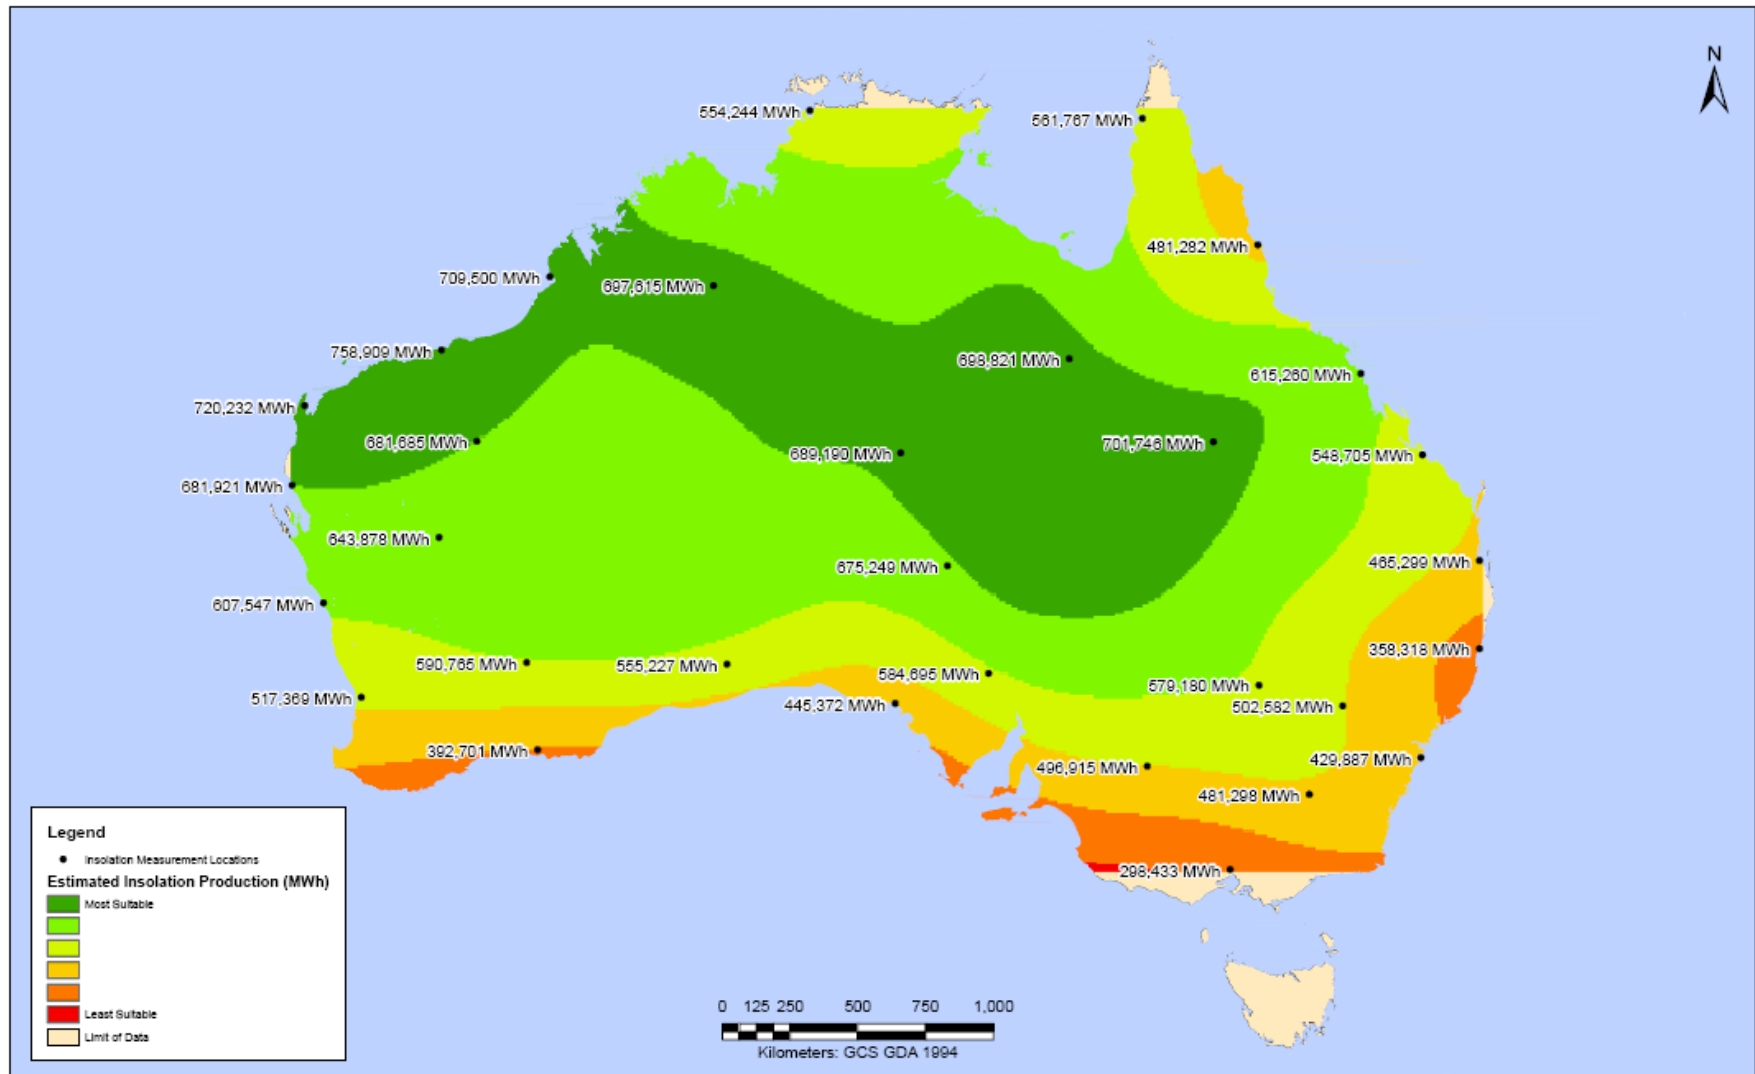 N
554,244 MWh
561,767 MWh
481,282 MWh
709,500 MWh
697,615 MWh
758,909 MWh
698,821 MWh
615,260 MWh
720,232 MWh
681,685 MWh
701,746 MWh
689,190 MWh
548,705 MWh
681,921 MWh
643,878 MWh
465,299 MWh
675,249 MWh
607,547 MWh
358,318 MWh
590,765 MWh
555,227 MWh
584,695 MWh
579,180 MWh
517,369 MWh
445,372 MWh
502,582 MWh
392,701 MWh
429,887 MWh
496,915 MWh
481,298 MWh
298,433 MWh
Legend
Insolation Measurement Locations
Estimated Insolation Production (MWh)
Most Suitable
Least Suitable
Limit of Data
0 125 250 500 750 1,000
Kilometers: GCS GDA 1994